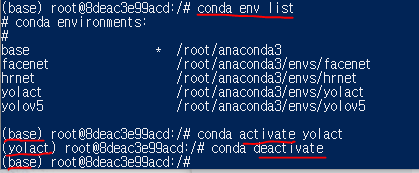 (base) root@8deac3e99acd:/# conda env list
# conda environments:
#
base * /root/anaconda3
facenet /root/anaconda3/envs/facenet
hrnet /root/anaconda3/envs/hrnet
yolact /root/anaconda3/envs/yolact
yolov5 /root/anaconda3/envs/yolov5
(base) root@8deac3e99acd:/# conda activate yolact
(yolact) root@8deac3e99acd:/# conda deactivate
(base) root@8deac3e99acd:/#